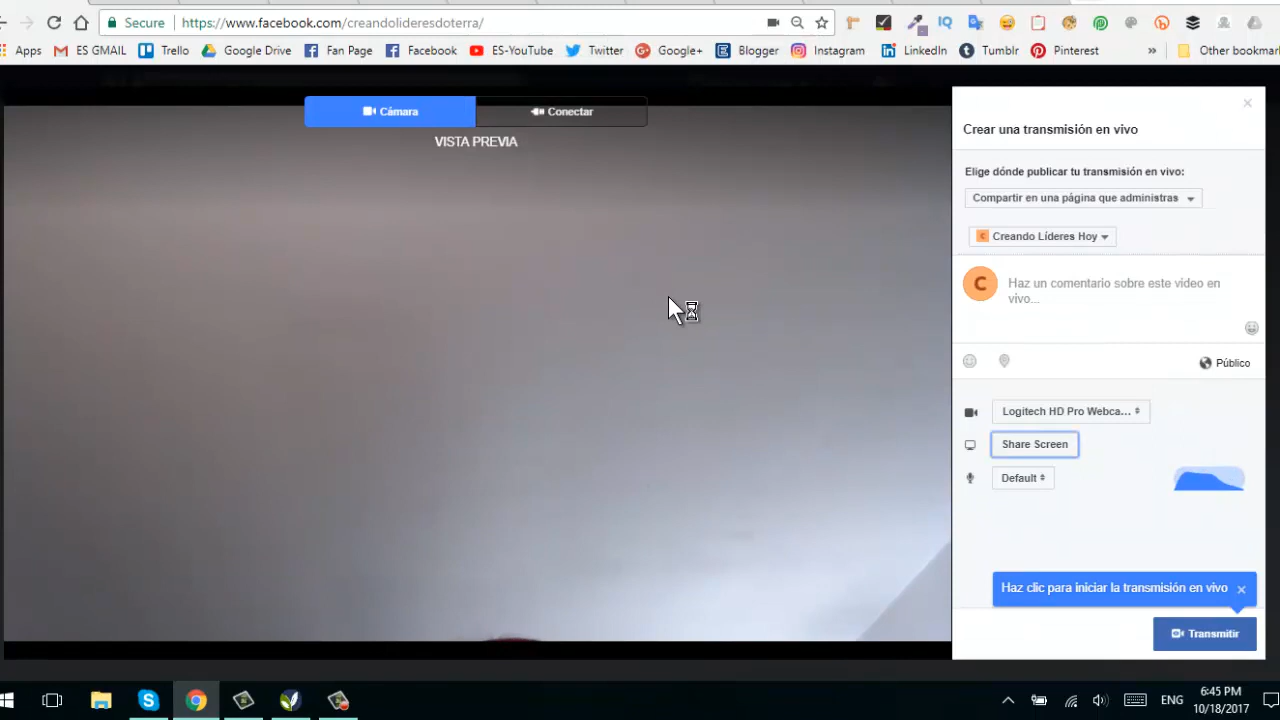 Secure https://www.facebook.com/creandolideresdoterra/
Apps ES GMAIL Trello Google Drive Fan Page Facebook ES-YouTube Twitter Google+ Blogger Instagram LinkedIn Tumblr Pinterest » Other bookmar
Cámara Conectar
VISTA PREVIA
Crear una transmisión en vivo
Elige dónde publicar tu transmisión en vivo:
Compartir en una página que administras
C Creando Líderes Hoy
C Haz un comentario sobre este video en
vivo...
Público
Logitech HD Pro Webca...
Share Screen
Default
Haz clic para iniciar la transmisión en vivo
Transmitir
ENG
6:45 PM
10/18/2017